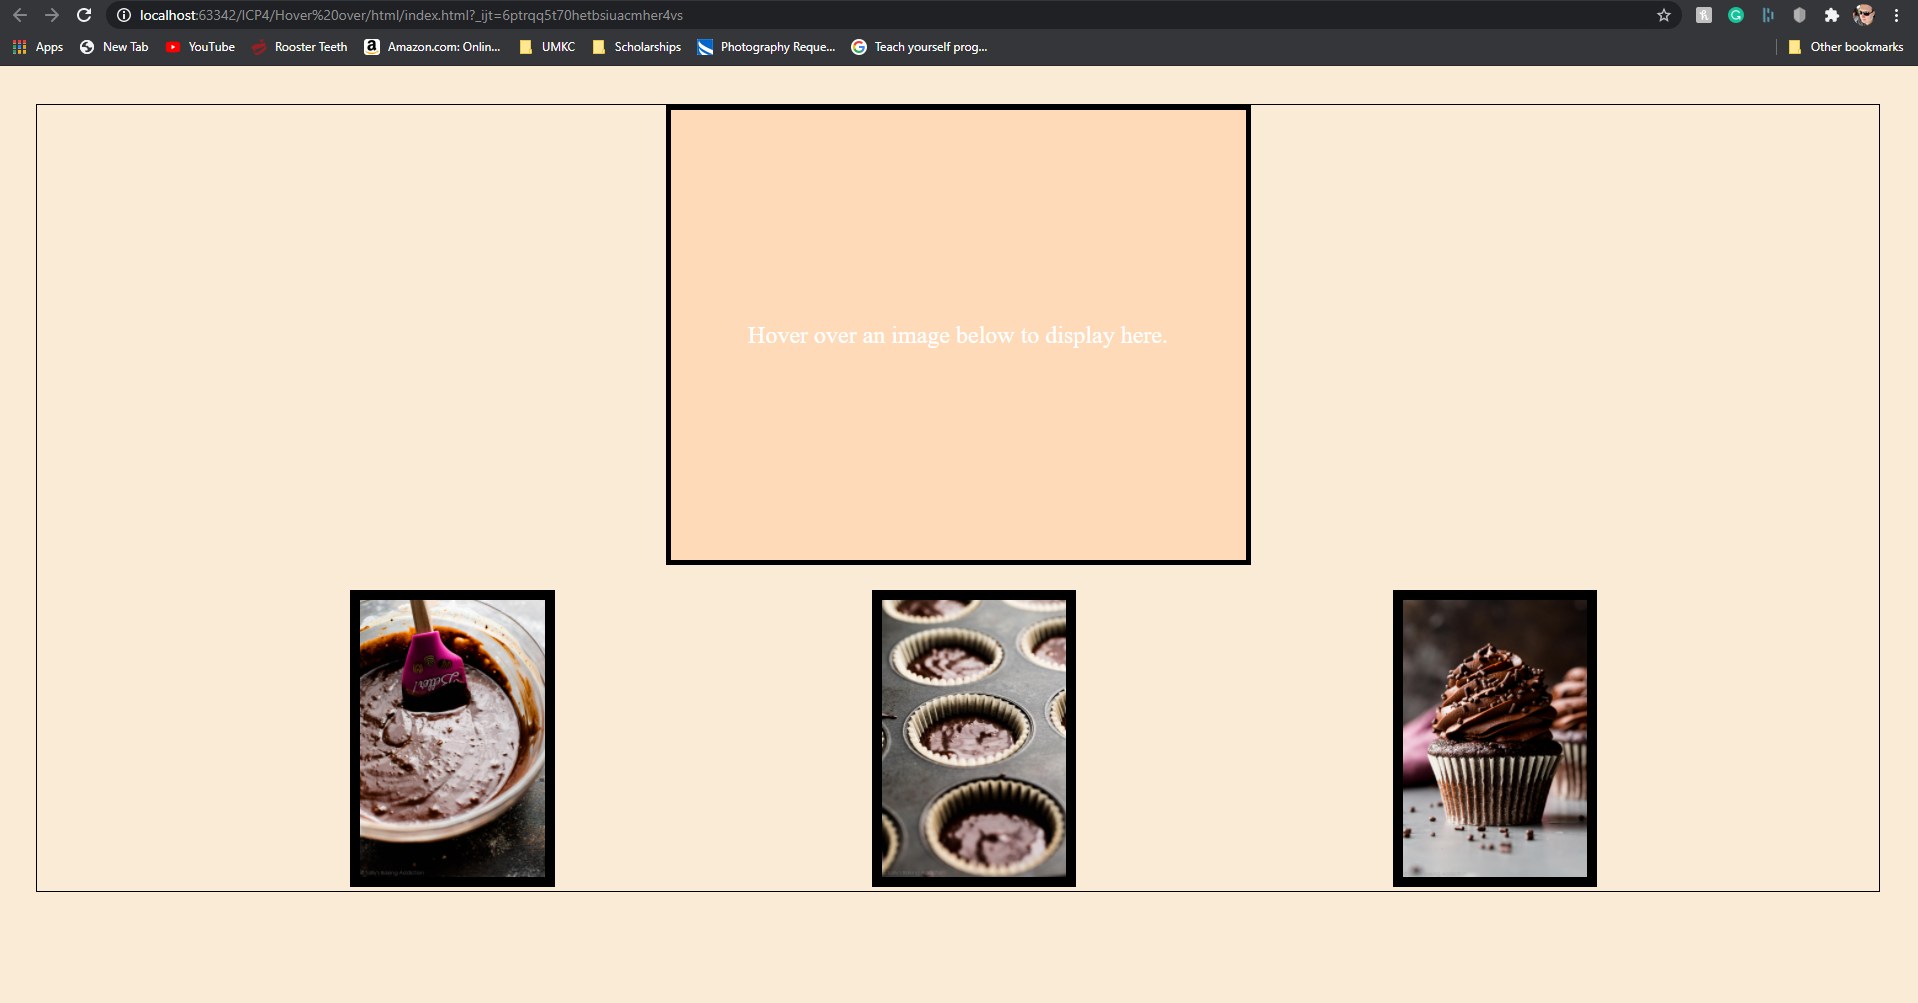 localhost:63342/ICP4/Hover%20over/html/index.html?_ijt=6ptrqq5t70hetbsiuacmher4vs
Apps New Tab YouTube Rooster Teeth Amazon.com: Onlin... UMKC Scholarships Photography Reque... Teach yourself prog... Other bookmarks
Hover over an image below to display here.
Better!